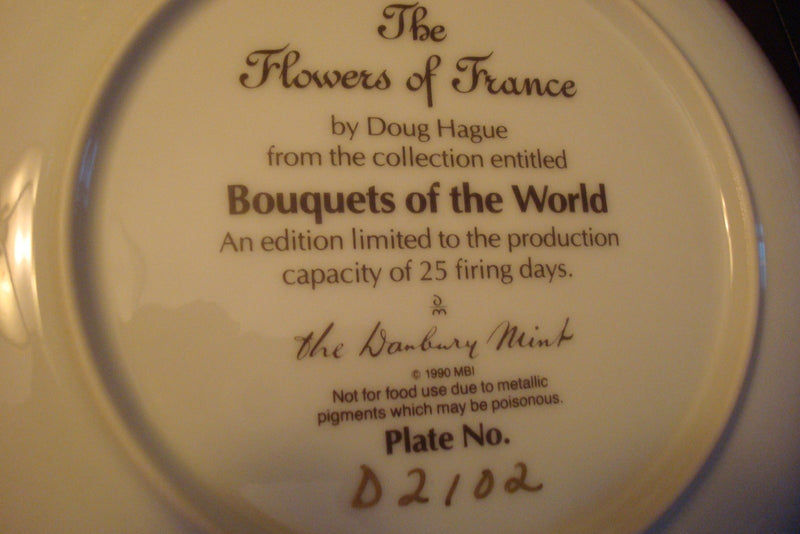 The
Flowers of France
by Doug Hague
from the collection entitled
Bouquets of the World
An edition limited to the production
capacity of 25 firing days.
DM
the Danbury Mint
© 1990 MBI
Not for food use due to metallic
pigments which may be poisonous.
Plate No.
D2102